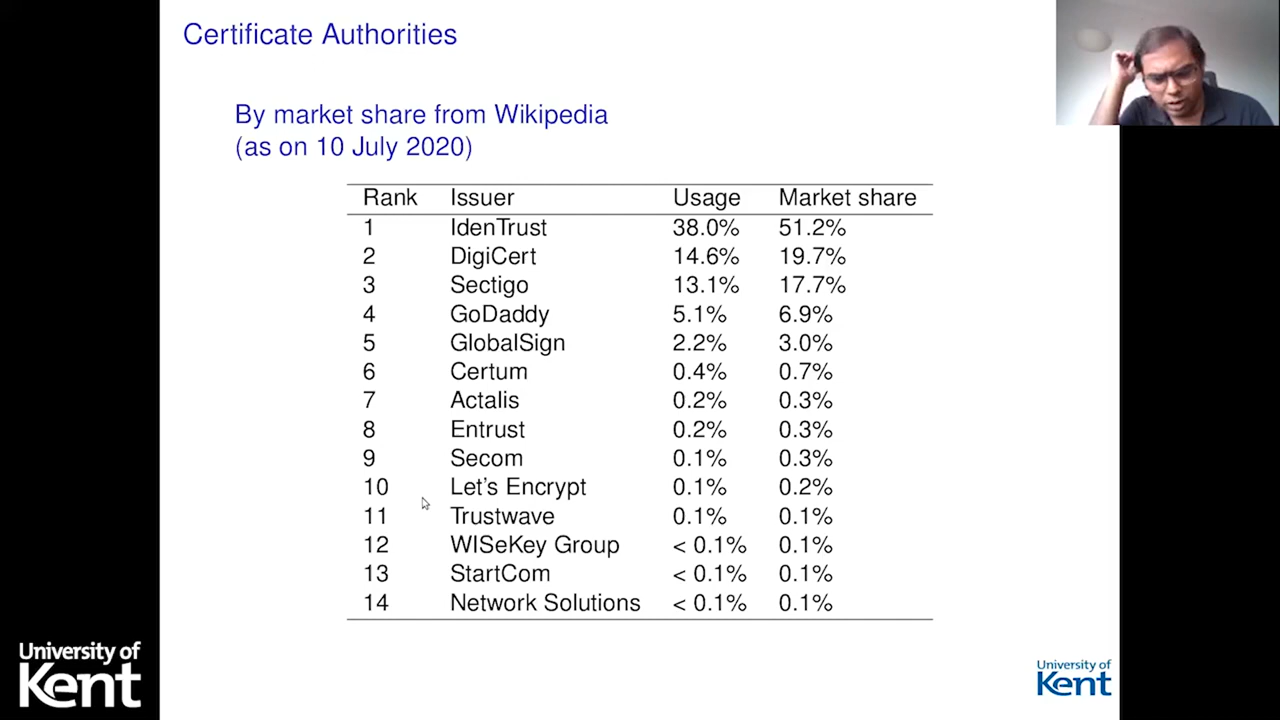 Certificate Authorities
By market share from Wikipedia
(as on 10 July 2020)
Rank Issuer Usage Market share
1 IdenTrust 38.0% 51.2%
2 DigiCert 14.6% 19.7%
3 Sectigo 13.1% 17.7%
4 GoDaddy 5.1% 6.9%
5 GlobalSign 2.2% 3.0%
6 Certum 0.4% 0.7%
7 Actalis 0.2% 0.3%
8 Entrust 0.2% 0.3%
9 Secom 0.1% 0.3%
10 Let's Encrypt 0.1% 0.2%
11 Trustwave 0.1% 0.1%
12 WISeKey Group < 0.1% 0.1%
13 StartCom < 0.1% 0.1%
14 Network Solutions < 0.1% 0.1%
University of
Kent
University of
Kent